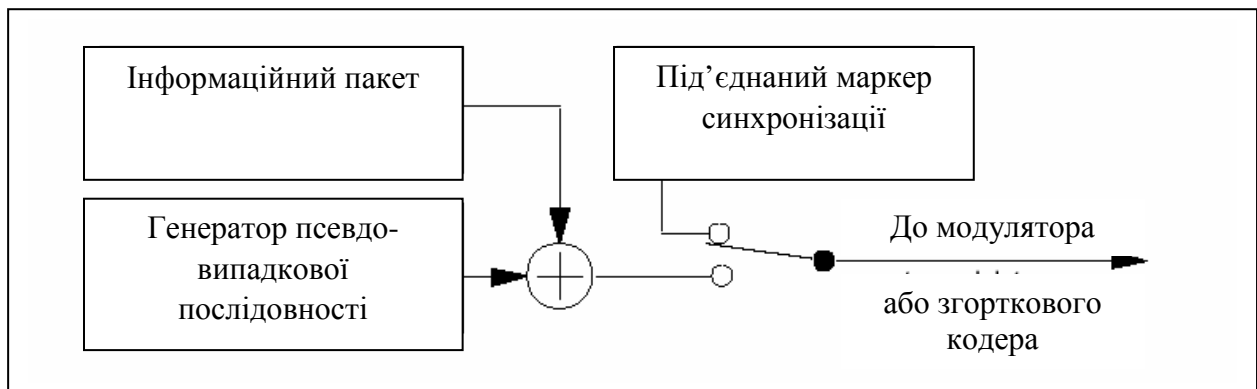 Інформаційний пакет
Під’єднаний маркер
синхронізації
Генератор псевдо-
випадкової
послідовності
До модулятора
або згорткового
кодера